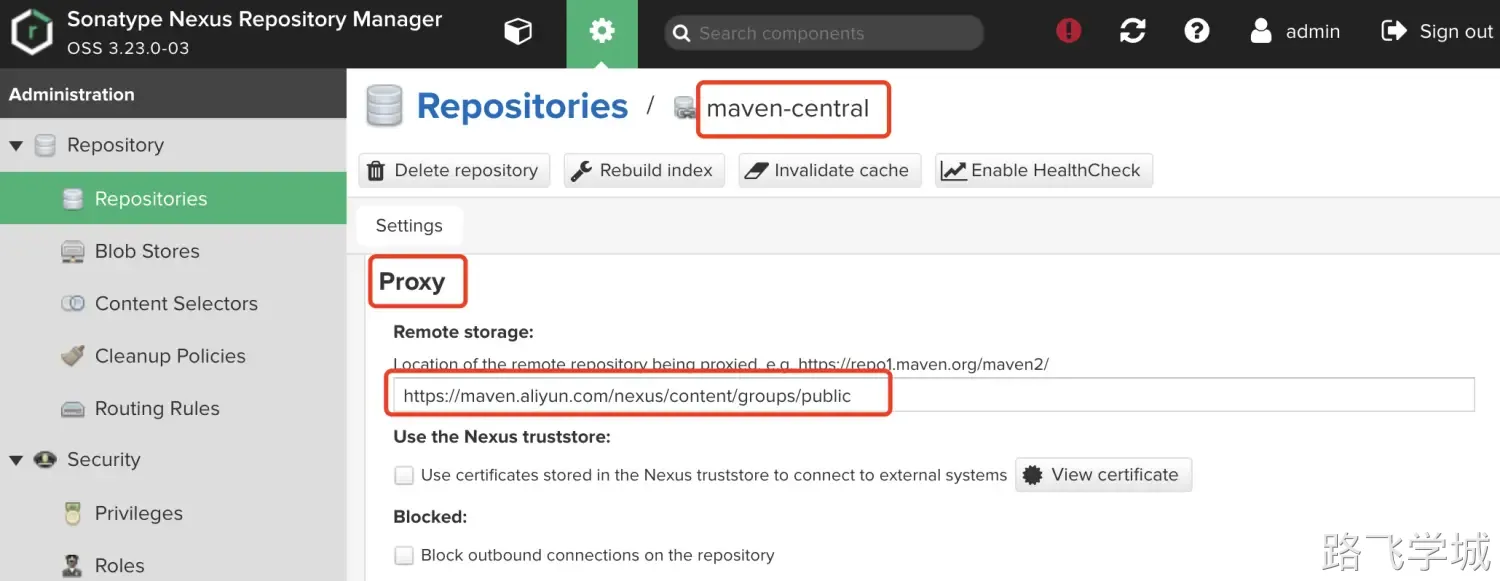 Sonatype Nexus Repository Manager
OSS 3.23.0-03
Search components
admin
Sign out
Administration
Repository
Repositories
Blob Stores
Content Selectors
Cleanup Policies
Routing Rules
Security
Privileges
Roles
Repositories / maven-central
Delete repository
Rebuild index
Invalidate cache
Enable HealthCheck
Settings
Proxy
Remote storage:
Location of the remote repository being proxied, e.g. https://repo1.maven.org/maven2/
https://maven.aliyun.com/nexus/content/groups/public
Use the Nexus truststore:
Use certificates stored in the Nexus truststore to connect to external systems
View certificate
Blocked:
Block outbound connections on the repository
路飞学城